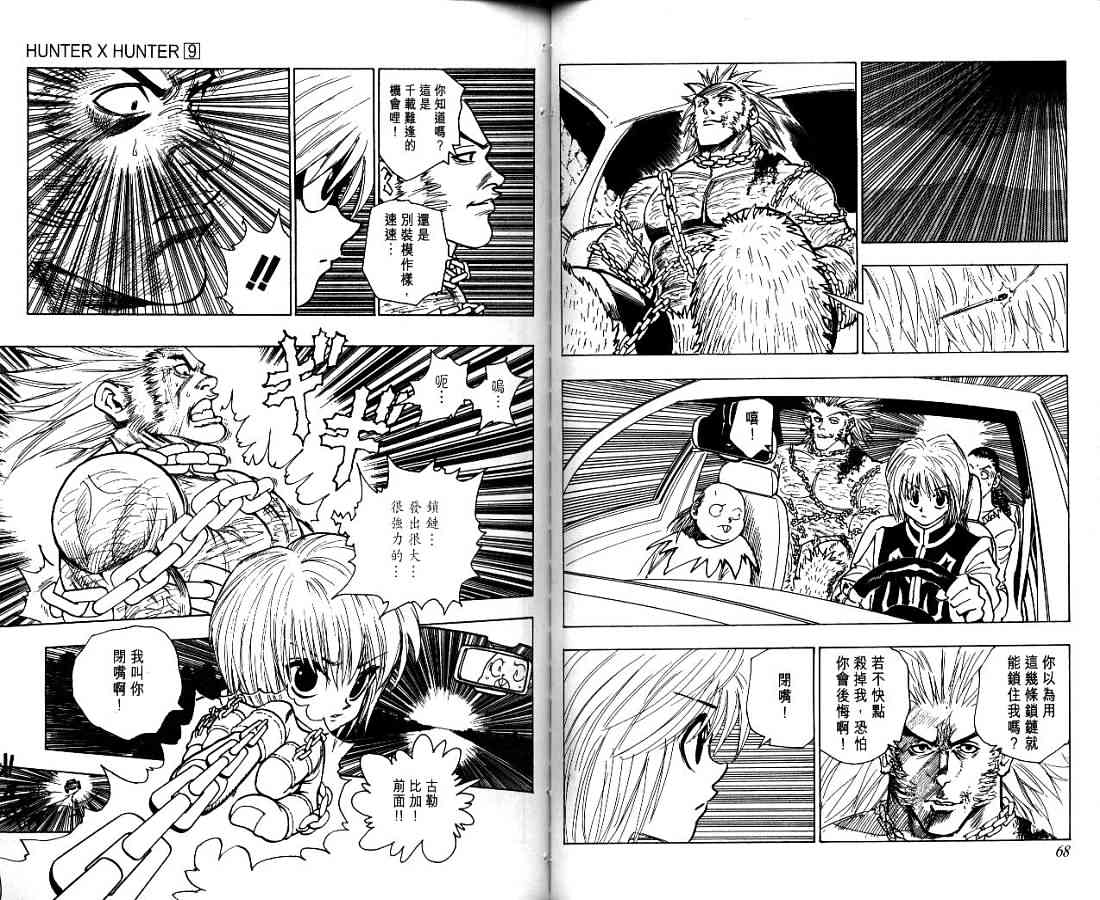 HUNTER X HUNTER 9
嘻！
你以為用
這幾條鎖鏈就
能鎖住我嗎？
若不快點
殺掉我，恐怕
你會後悔啊！
閉嘴！
68
你知道嗎？
這是
千載難逢的
機會哩！
還是
別裝模作樣，
速速…
!!
嗚…
呃…
ギ
ギ
鎖鏈…
發出很大…
很強力的…
我叫你
閉嘴啊！
古勒
比加！
前面!!